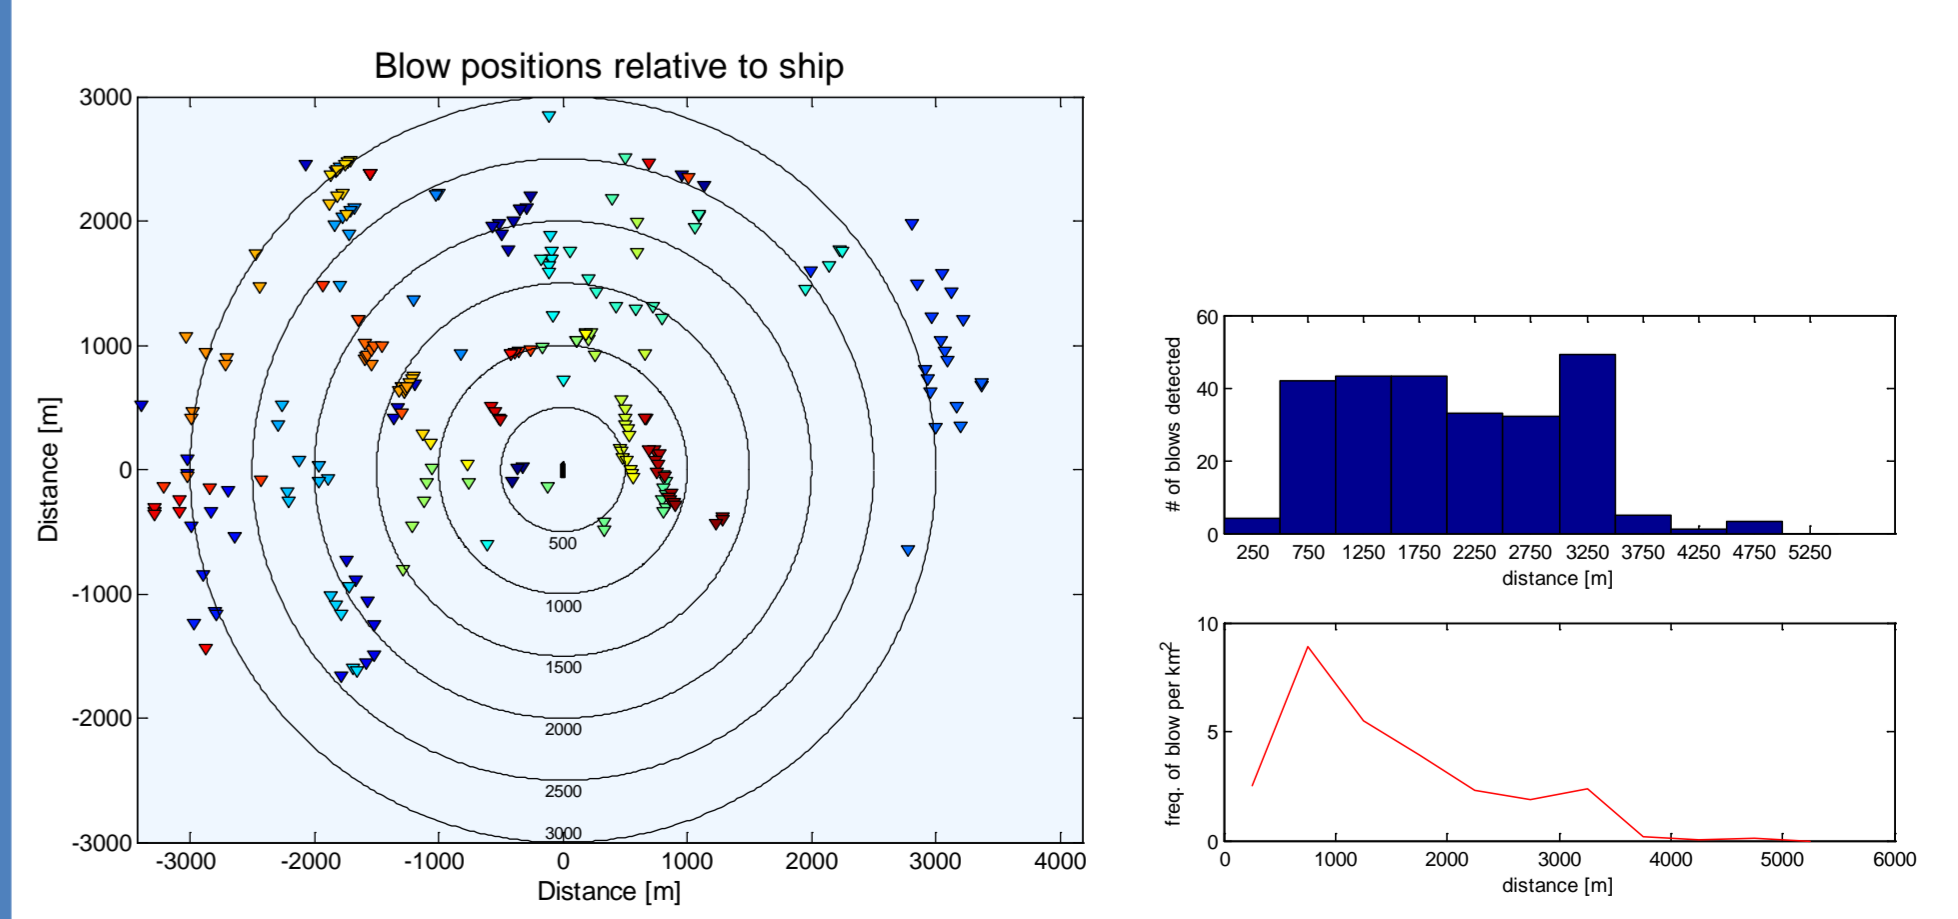 Blow positions relative to ship
3000
2000
1000
0
-1000
-2000
-3000
Distance [m]
500
1000
1500
2000
2500
3000
-3000 -2000 -1000 0 1000 2000 3000 4000
Distance [m]
60
40
20
0
# of blows detected
250 750 1250 1750 2250 2750 3250 3750 4250 4750 5250
distance [m]
10
5
0
freq. of blow per km²
0 1000 2000 3000 4000 5000 6000
distance [m]